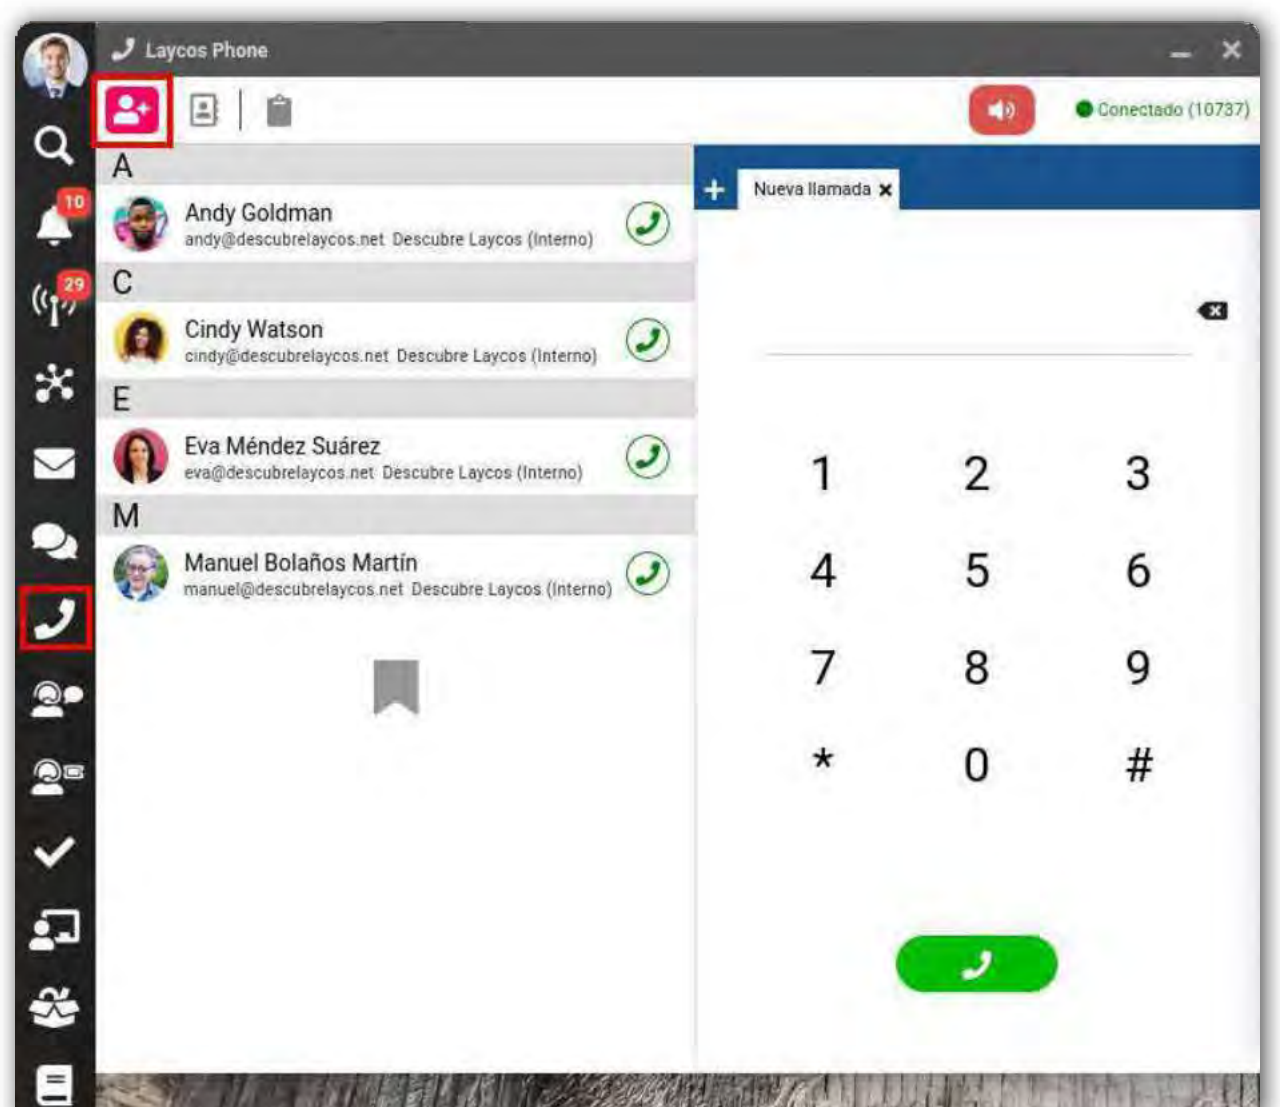 Laycos Phone
Conectado (10737)
10
29
A
Andy Goldman
andy@descubrelaycos.net Descubre Laycos (Interno)
C
Cindy Watson
cindy@descubrelaycos.net Descubre Laycos (Interno)
E
Eva Méndez Suárez
eva@descubrelaycos.net Descubre Laycos (Interno)
M
Manuel Bolaños Martín
manuel@descubrelaycos.net Descubre Laycos (Interno)
+ Nueva llamada ×
1 2 3
4 5 6
7 8 9
* 0 #